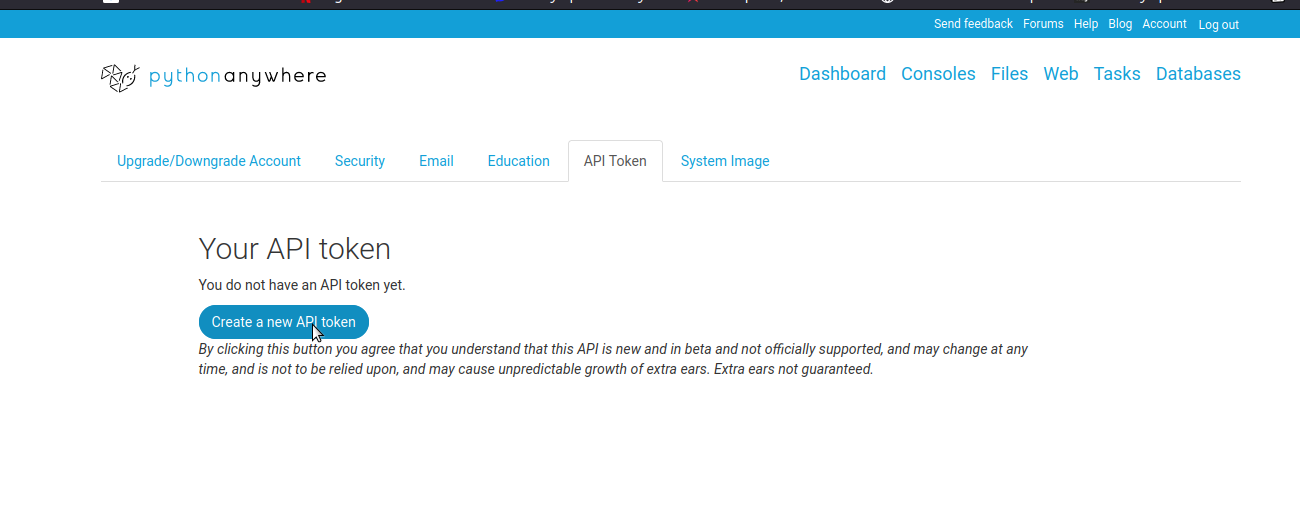 Send feedback Forums Help Blog Account Log out
pythonanywhere
Dashboard Consoles Files Web Tasks Databases
Upgrade/Downgrade Account Security Email Education API Token System Image
Your API token
You do not have an API token yet.
Create a new API token
By clicking this button you agree that you understand that this API is new and in beta and not officially supported, and may change at any
time, and is not to be relied upon, and may cause unpredictable growth of extra ears. Extra ears not guaranteed.